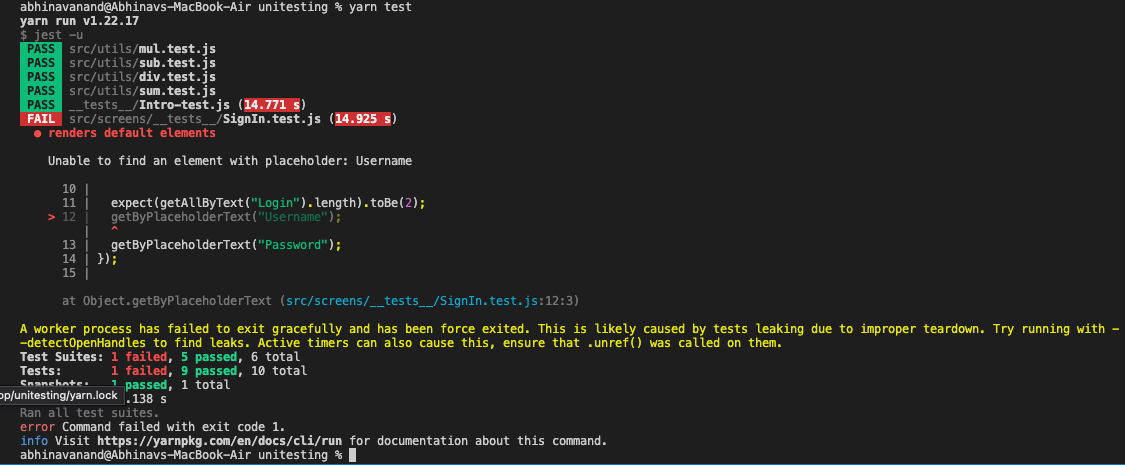 abhinavanand@Abhinavs-MacBook-Air unitesting % yarn test
yarn run v1.22.17
$ jest -u
PASS src/utils/mul.test.js
PASS src/utils/sub.test.js
PASS src/utils/div.test.js
PASS src/utils/sum.test.js
PASS __tests__/Intro-test.js (14.771 s)
FAIL src/screens/__tests__/SignIn.test.js (14.925 s)
● renders default elements
Unable to find an element with placeholder: Username
10 |
11 | expect(getAllByText("Login").length).toBe(2);
> 12 | getByPlaceholderText("Username");
| ^
13 | getByPlaceholderText("Password");
14 | });
15 |
at Object.getByPlaceholderText (src/screens/__tests__/SignIn.test.js:12:3)
A worker process has failed to exit gracefully and has been force exited. This is likely caused by tests leaking due to improper teardown. Try running with -
-detectOpenHandles to find leaks. Active timers can also cause this, ensure that .unref() was called on them.
Test Suites: 1 failed, 5 passed, 6 total
Tests: 1 failed, 9 passed, 10 total
Snapshots: 1 passed, 1 total
op/unitesting/yarn.lock .138 s
Ran all test suites.
error Command failed with exit code 1.
info Visit https://yarnpkg.com/en/docs/cli/run for documentation about this command.
abhinavanand@Abhinavs-MacBook-Air unitesting %